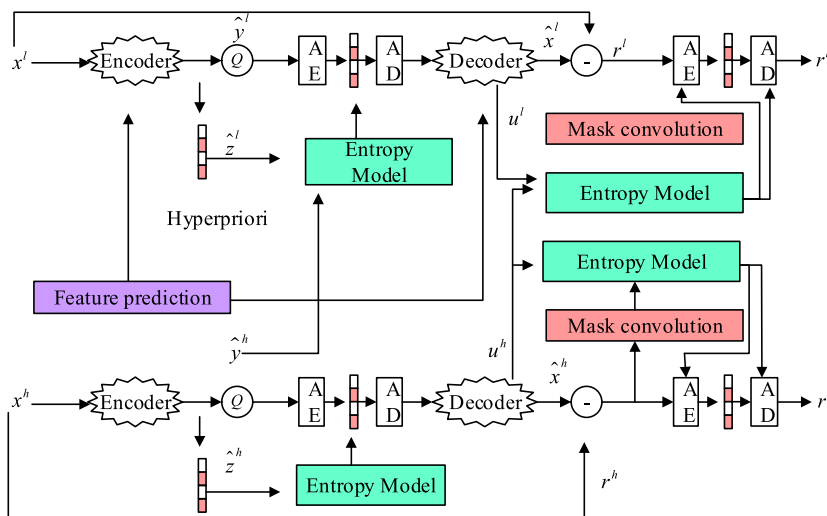 x^l
Encoder
ŷ^l
Q
A
E
A
D
Decoder
x̂^l
-
r^l
A
E
A
D
ẑ^l
Entropy
Model
u^l
Mask convolution
Entropy Model
Hyperpriori
Entropy Model
Feature prediction
Mask convolution
ŷ^h
u^h
x̂^h
x^h
Encoder
Q
A
E
A
D
Decoder
-
A
E
A
D
r
ẑ^h
Entropy Model
r^h